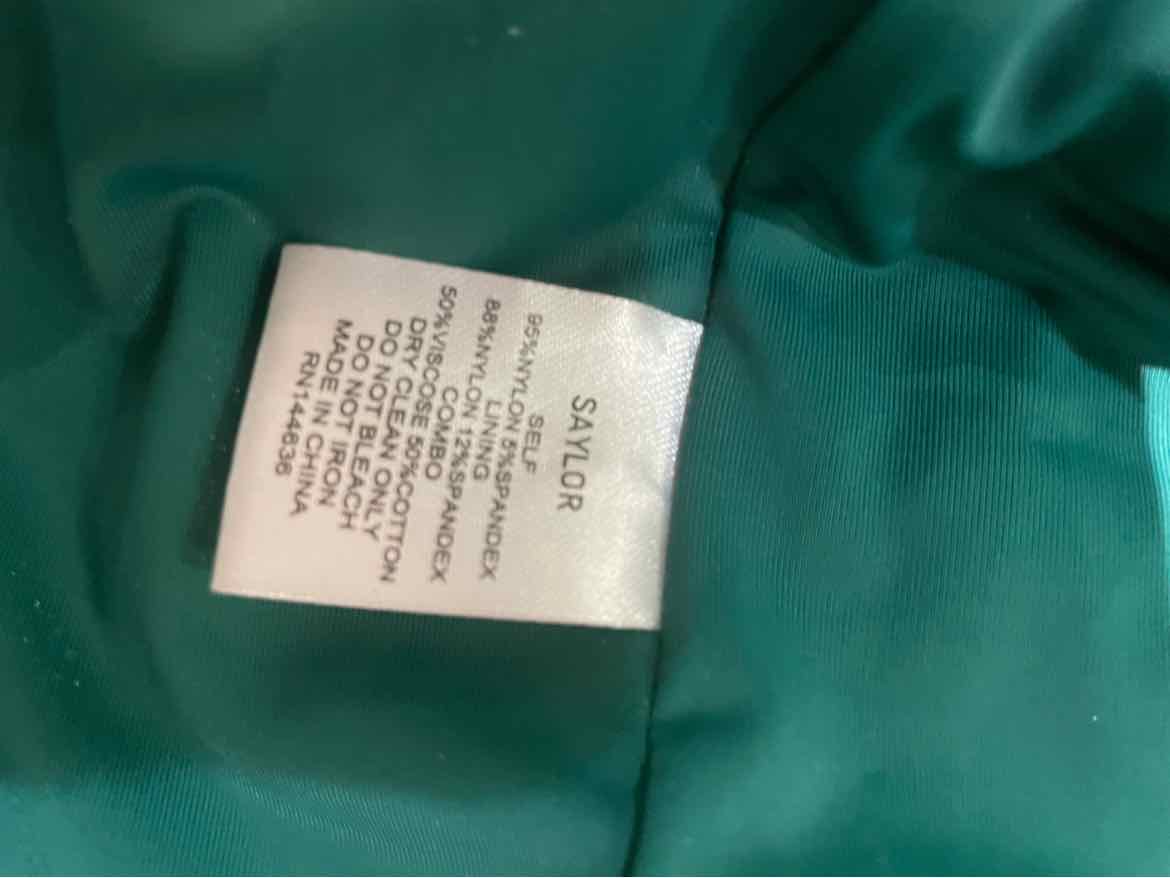 SAYLOR
SELF
95%NYLON 5%SPANDEX
LINING
88%NYLON 12%SPANDEX
COMBO
50%VISCOSE 50%COTTON
DRY CLEAN ONLY
DO NOT BLEACH
DO NOT IRON
MADE IN CHINA
RN144636